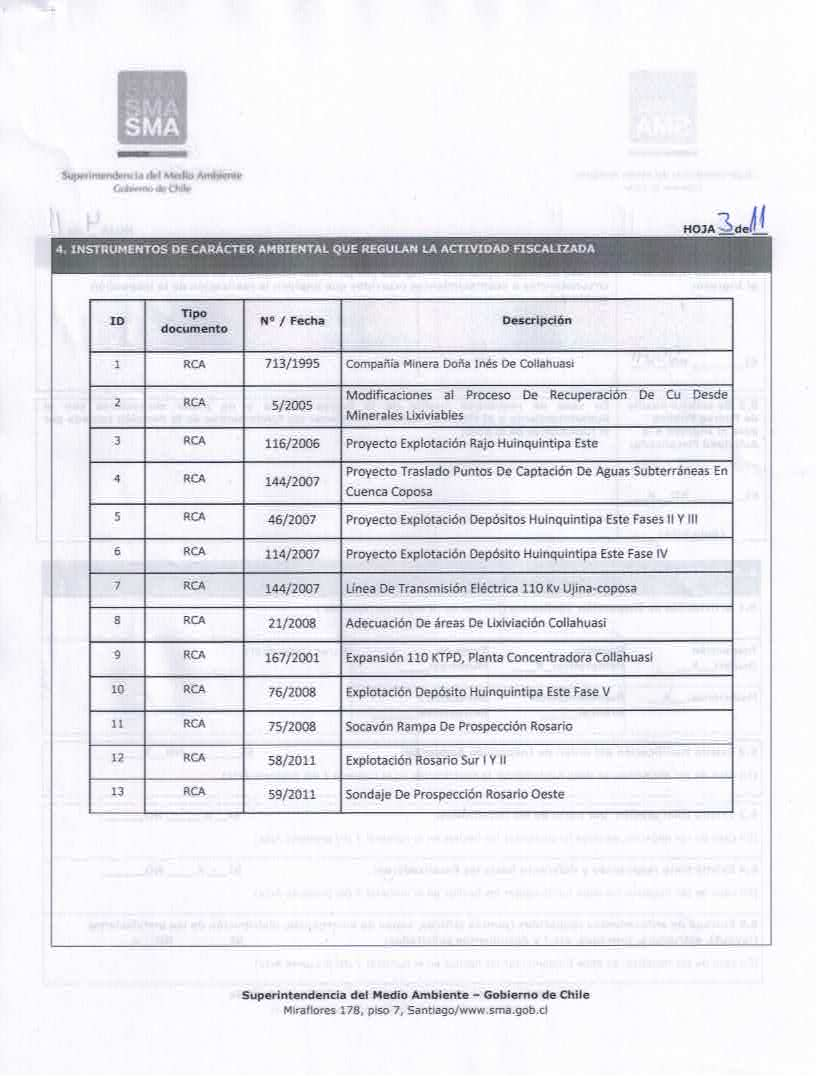 SMA
SMA
SMA
Superintendencia del Medio Ambiente
Gobierno de Chile
HOJA 3 de 11
4. INSTRUMENTOS DE CARÁCTER AMBIENTAL QUE REGULAN LA ACTIVIDAD FISCALIZADA
ID Tipo documento N° / Fecha Descripción
1 RCA 713/1995 Compañía Minera Doña Inés De Collahuasi
2 RCA 5/2005 Modificaciones al Proceso De Recuperación De Cu Desde
Minerales Lixiviables
3 RCA 116/2006 Proyecto Explotación Rajo Huinquintipa Este
4 RCA 144/2007 Proyecto Traslado Puntos De Captación De Aguas Subterráneas En
Cuenca Coposa
5 RCA 46/2007 Proyecto Explotación Depósitos Huinquintipa Este Fases II Y III
6 RCA 114/2007 Proyecto Explotación Depósito Huinquintipa Este Fase IV
7 RCA 144/2007 Línea De Transmisión Eléctrica 110 Kv Ujina-coposa
8 RCA 21/2008 Adecuación De áreas De Lixiviación Collahuasi
9 RCA 167/2001 Expansión 110 KTPD, Planta Concentradora Collahuasi
10 RCA 76/2008 Explotación Depósito Huinquintipa Este Fase V
11 RCA 75/2008 Socavón Rampa De Prospección Rosario
12 RCA 58/2011 Explotación Rosario Sur I Y II
13 RCA 59/2011 Sondaje De Prospección Rosario Oeste
Superintendencia del Medio Ambiente – Gobierno de Chile
Miraflores 178, piso 7, Santiago/www.sma.gob.cl